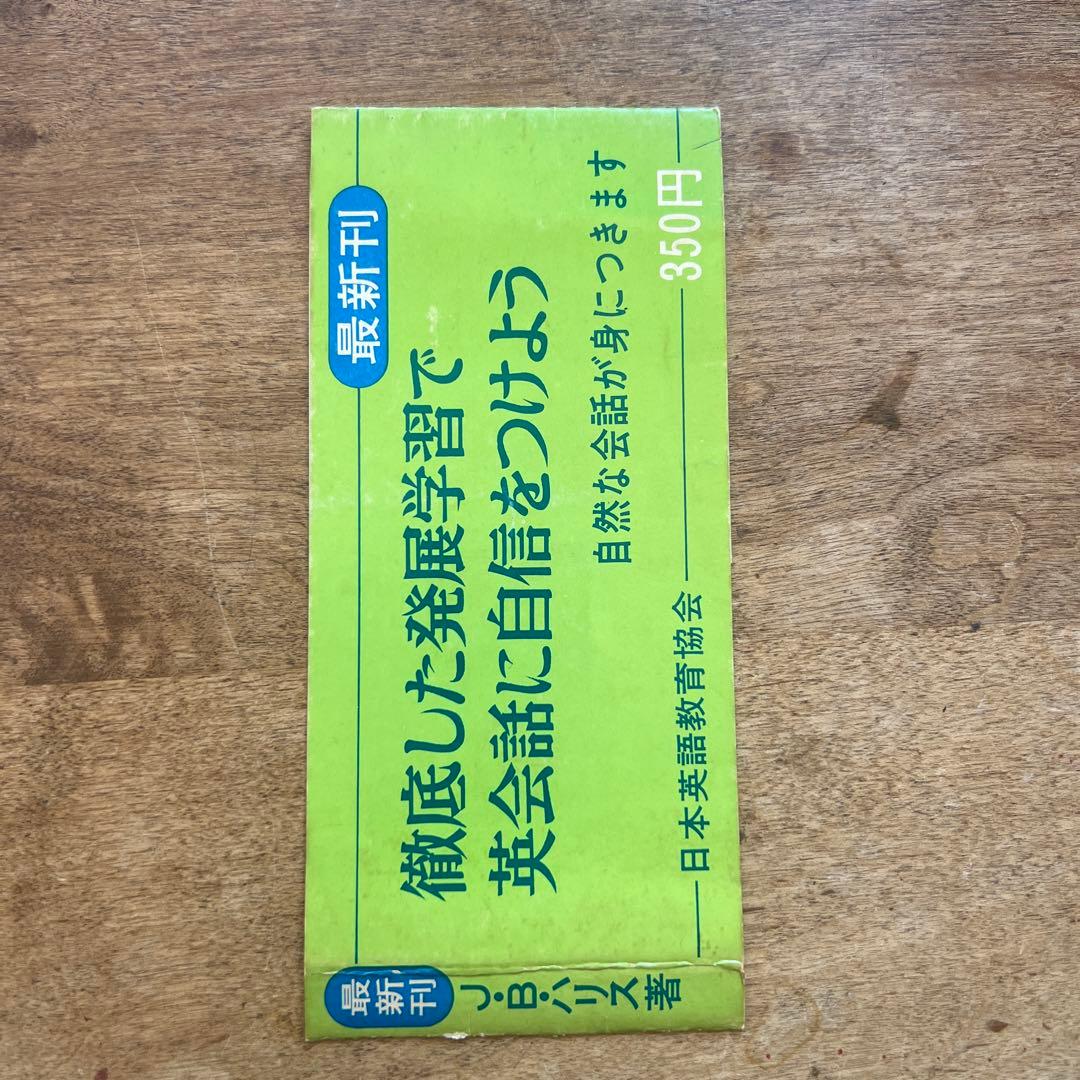 最新刊
徹底した発展学習で
英会話に自信をつけよう
自然な会話が身につきます
日本英語教育協会
350円
最新刊
J・B・ハリス著